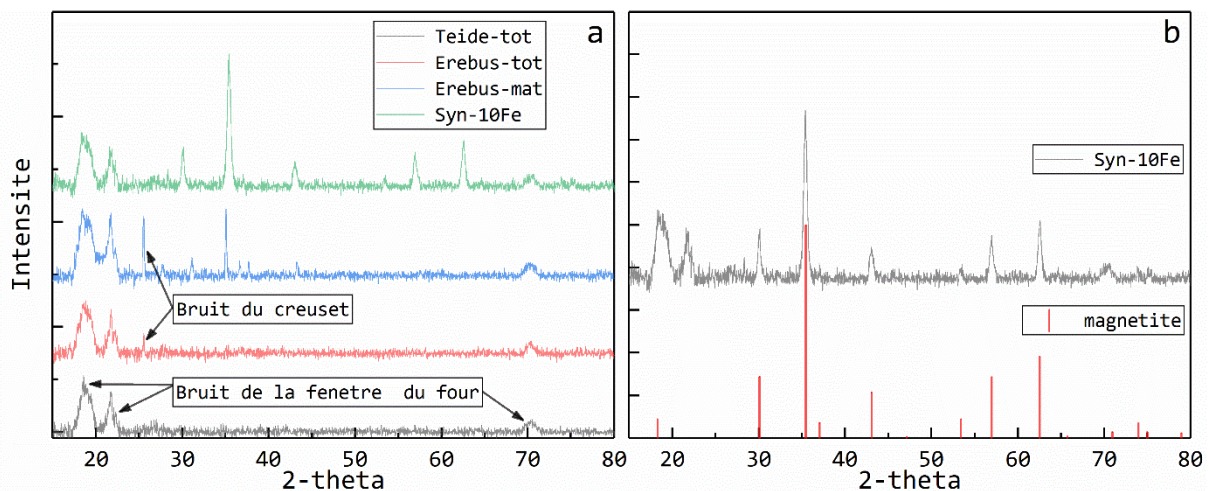 a
Teide-tot
Erebus-tot
Erebus-mat
Syn-10Fe
Intensite
Bruit du creuset
Bruit de la fenetre du four
20 30 40 50 60 70 80
2-theta
b
Syn-10Fe
magnetite
20 30 40 50 60 70 80
2-theta